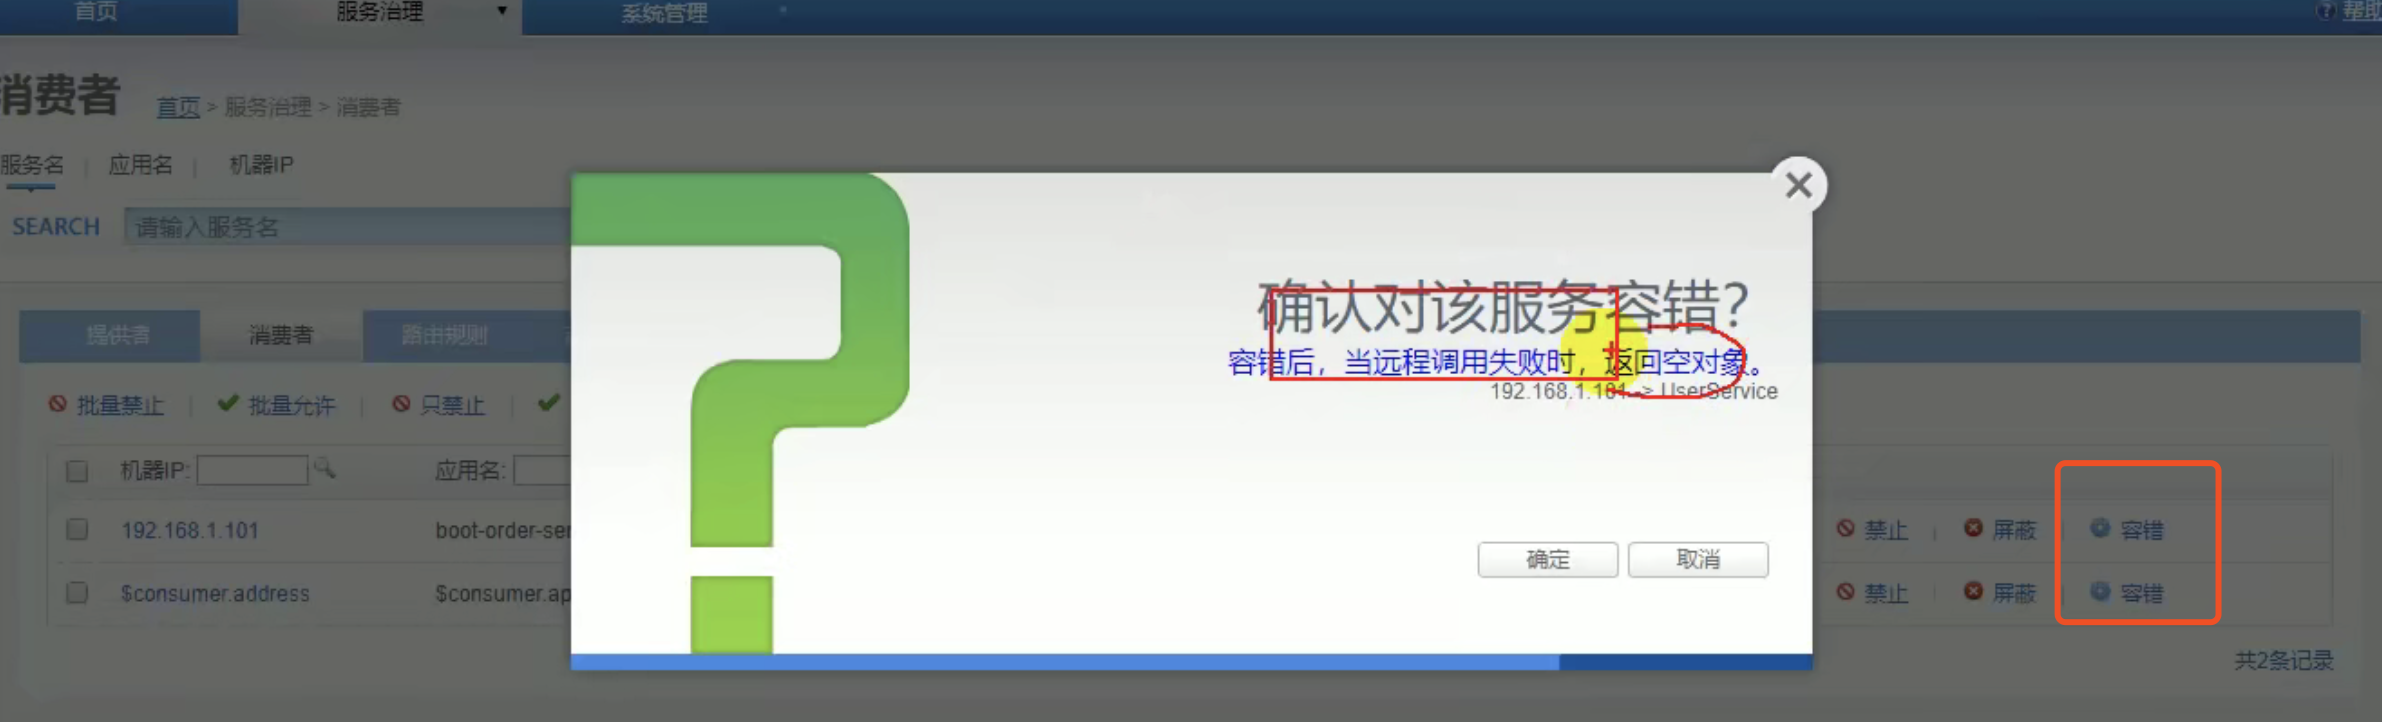 首页 服务治理 ▼ 系统管理 帮助
消费者 首页 > 服务治理 > 消费者
服务名 | 应用名 | 机器IP
SEARCH 请输入服务名
确认对该服务容错?
容错后，当远程调用失败时，返回空对象。
192.168.1.101 -> UserService
确定 取消
提供者 消费者 路由规则
批量禁止 | 批量允许 | 只禁止 |
机器IP: 应用名:
192.168.1.101 boot-order-ser 禁止 | 屏蔽 | 容错
$consumer.address $consumer.ap 禁止 | 屏蔽 | 容错
共2条记录